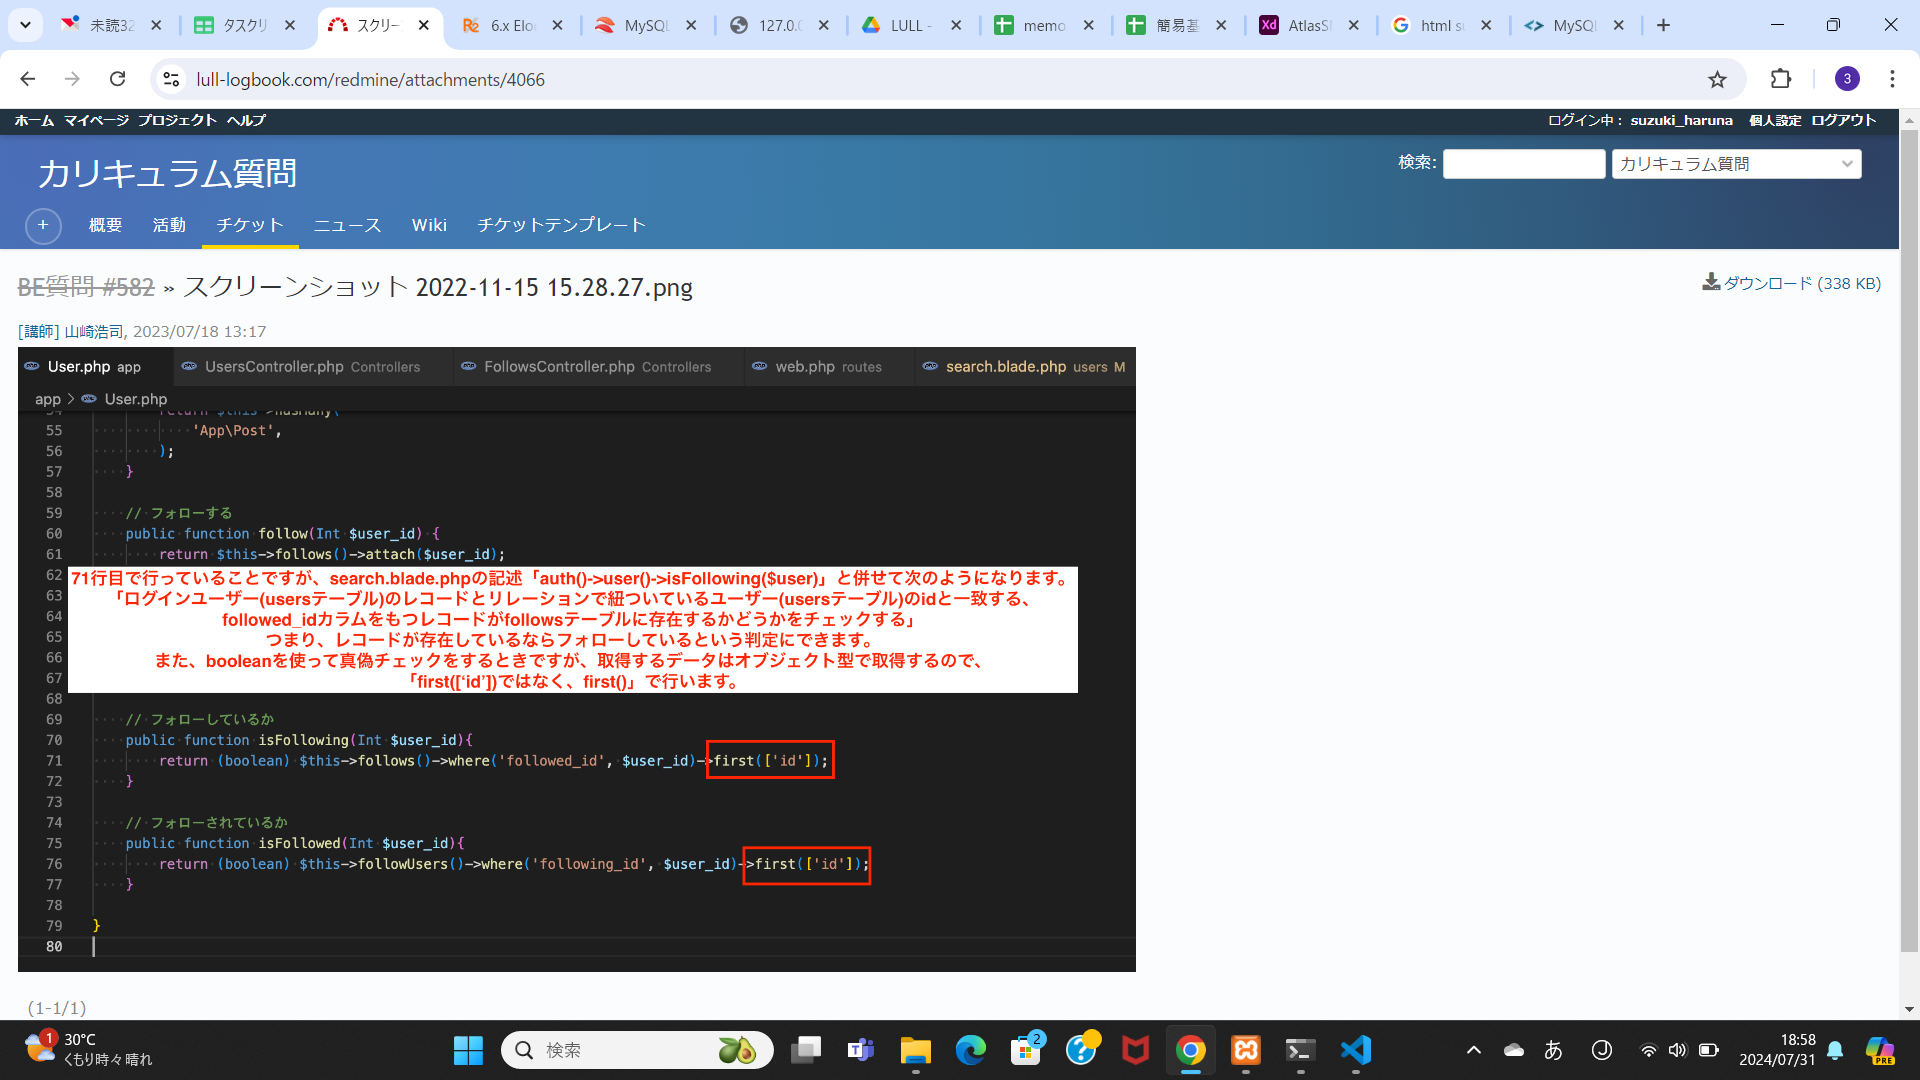 未読32
タスクリ
スクリー
6.x Elo
MySQL
127.0.0
LULL -
memo
簡易基
AtlasS
html s
MySQL
lull-logbook.com/redmine/attachments/4066
3
ホーム マイページ プロジェクト ヘルプ
ログイン中： suzuki_haruna 個人設定 ログアウト
カリキュラム質問
検索:
カリキュラム質問
+ 概要 活動 チケット ニュース Wiki チケットテンプレート
BE質問 #582 » スクリーンショット 2022-11-15 15.28.27.png
ダウンロード (338 KB)
[講師] 山崎浩司, 2023/07/18 13:17
User.php app
UsersController.php Controllers
FollowsController.php Controllers
web.php routes
search.blade.php users M
app > User.php
54 return $this->hasMany(
55 'App\Post',
56 );
57 }
58
59 // フォローする
60 public function follow(Int $user_id) {
61 return $this->follows()->attach($user_id);
62 71行目で行っていることですが、search.blade.phpの記述「auth()->user()->isFollowing($user)」と併せて次のようになります。
63 「ログインユーザー(usersテーブル)のレコードとリレーションで紐ついているユーザー(usersテーブル)のidと一致する、
64 followed_idカラムをもつレコードがfollowsテーブルに存在するかどうかをチェックする」
65 つまり、レコードが存在しているならフォローしているという判定にできます。
66 また、booleanを使って真偽チェックをするときですが、取得するデータはオブジェクト型で取得するので、
67 「first([‘id’])ではなく、first()」で行います。
68
69 // フォローしているか
70 public function isFollowing(Int $user_id){
71 return (boolean) $this->follows()->where('followed_id', $user_id)->first(['id']);
72 }
73
74 // フォローされているか
75 public function isFollowed(Int $user_id){
76 return (boolean) $this->followUsers()->where('following_id', $user_id)->first(['id']);
77 }
78
79 }
80
(1-1/1)
1
30°C
くもり時々晴れ
検索
2
あ
18:58
2024/07/31
PRE